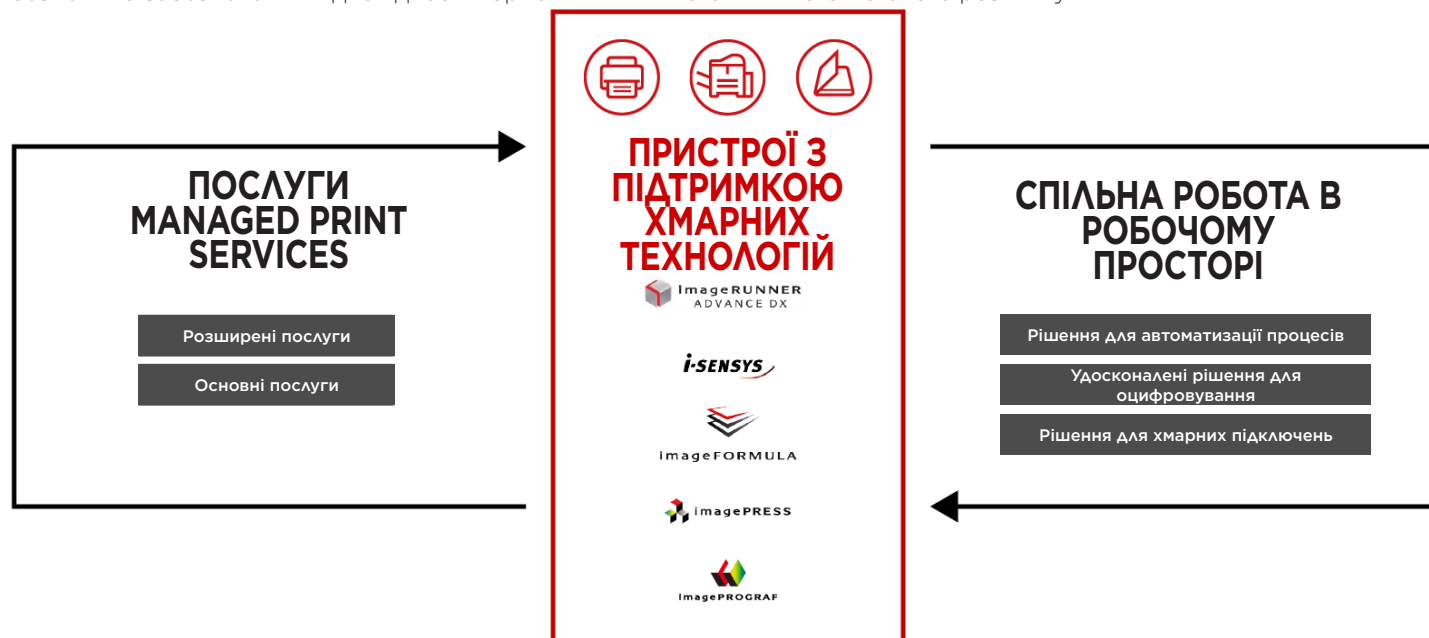 ПОСЛУГИ
MANAGED PRINT
SERVICES
Розширені послуги
Основні послуги
ПРИСТРОЇ З
ПІДТРИМКОЮ
ХМАРНИХ
ТЕХНОЛОГІЙ
imageRUNNER
ADVANCE DX
i-SENSYS
imageFORMULA
imagePRESS
imagePROGRAF
СПІЛЬНА РОБОТА В
РОБОЧОМУ
ПРОСТОРІ
Рішення для автоматизації процесів
Удосконалені рішення для
оцифровування
Рішення для хмарних підключень